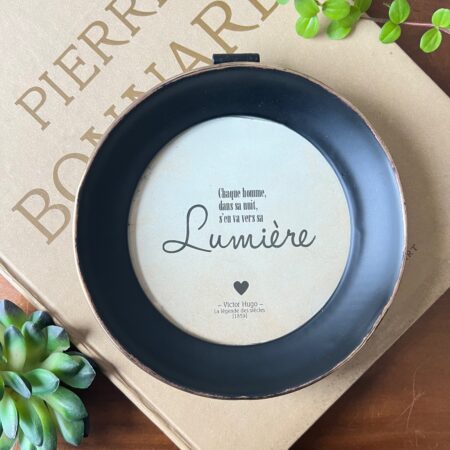 PIERRE
BONNARD
Chaque homme,
dans sa nuit,
s'en va vers sa
Lumière
– Victor Hugo –
La légende des siècles
(1859)